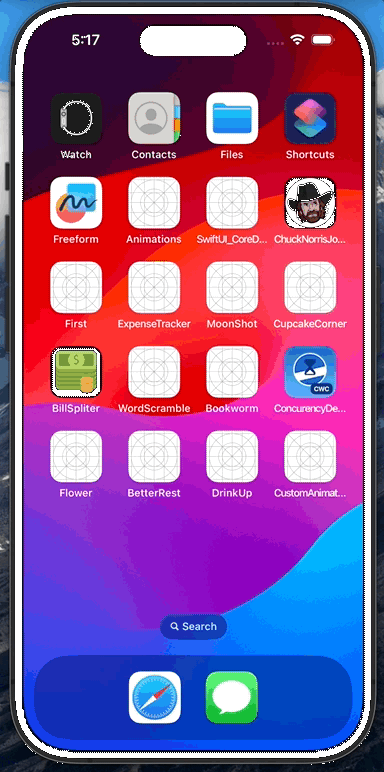 5:17
Watch Contacts Files Shortcuts
Freeform Animations SwiftUI_CoreD... ChuckNorrisJo...
First ExpenseTracker MoonShot CupcakeCorner
$
CWC
BillSpliter WordScramble Bookworm ConcurencyDe...
Flower BetterRest DrinkUp CustomAnimat...
Search